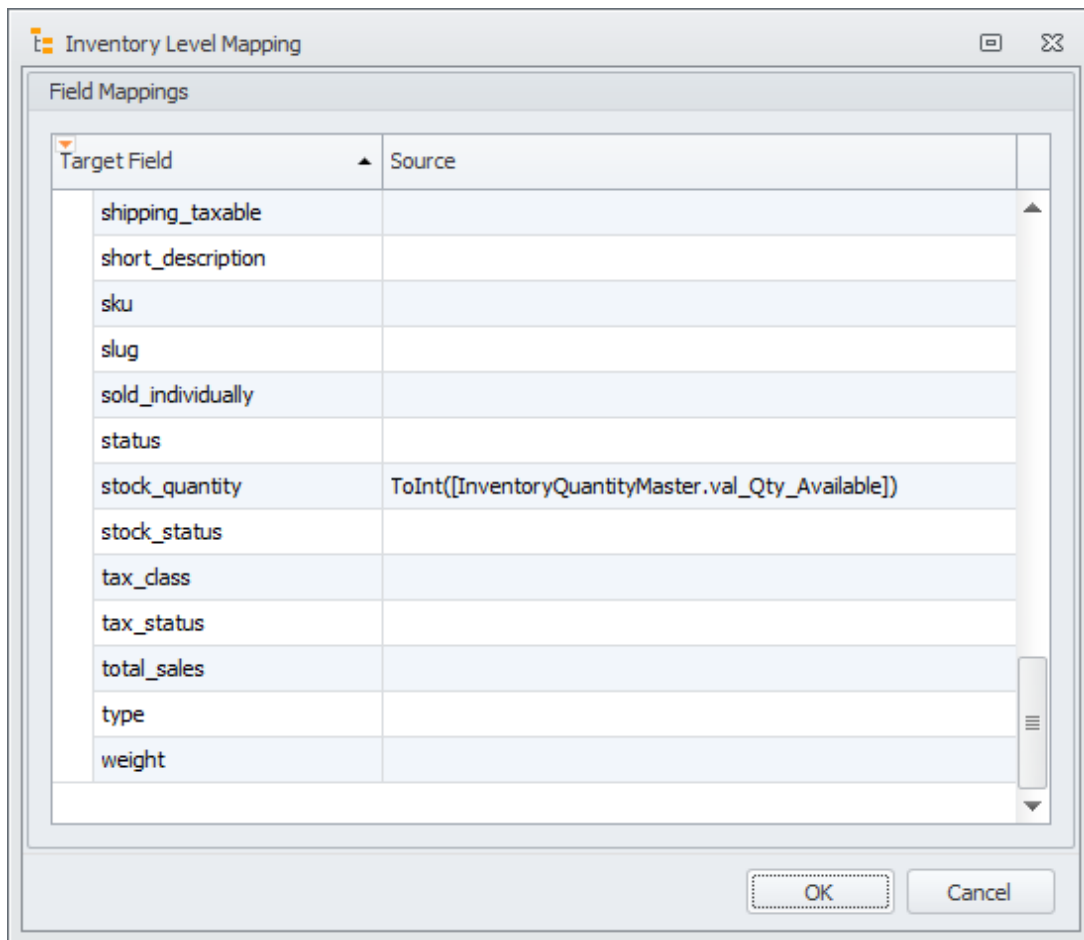 Inventory Level Mapping
Field Mappings
Target Field Source
shipping_taxable
short_description
sku
slug
sold_individually
status
stock_quantity ToInt([InventoryQuantityMaster.val_Qty_Available])
stock_status
tax_class
tax_status
total_sales
type
weight
OK Cancel